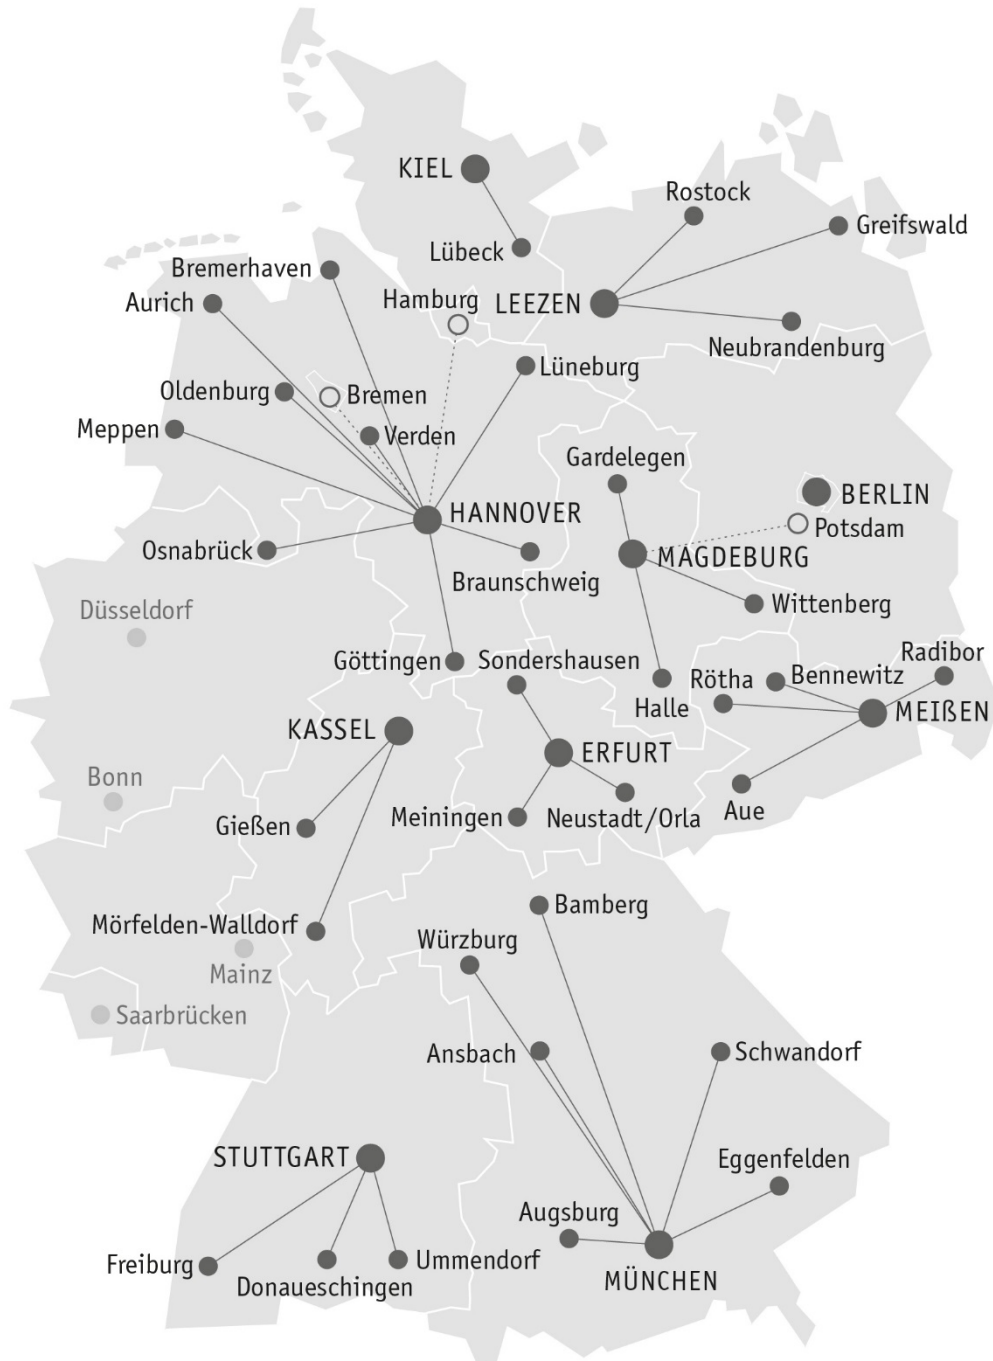 KIEL
Rostock
Greifswald
Lübeck
Bremerhaven
Aurich
Hamburg
LEEZEN
Neubrandenburg
Lüneburg
Oldenburg
Bremen
Meppen
Verden
Gardelegen
BERLIN
HANNOVER
Potsdam
Osnabrück
MAGDEBURG
Braunschweig
Düsseldorf
Wittenberg
Göttingen
Sondershausen
Radibor
Bennewitz
Rötha
Halle
MEIßEN
KASSEL
ERFURT
Bonn
Gießen
Meiningen
Neustadt/Orla
Aue
Mörfelden-Walldorf
Bamberg
Würzburg
Mainz
Saarbrücken
Ansbach
Schwandorf
STUTTGART
Eggenfelden
Augsburg
Freiburg
Ummendorf
Donaueschingen
MÜNCHEN